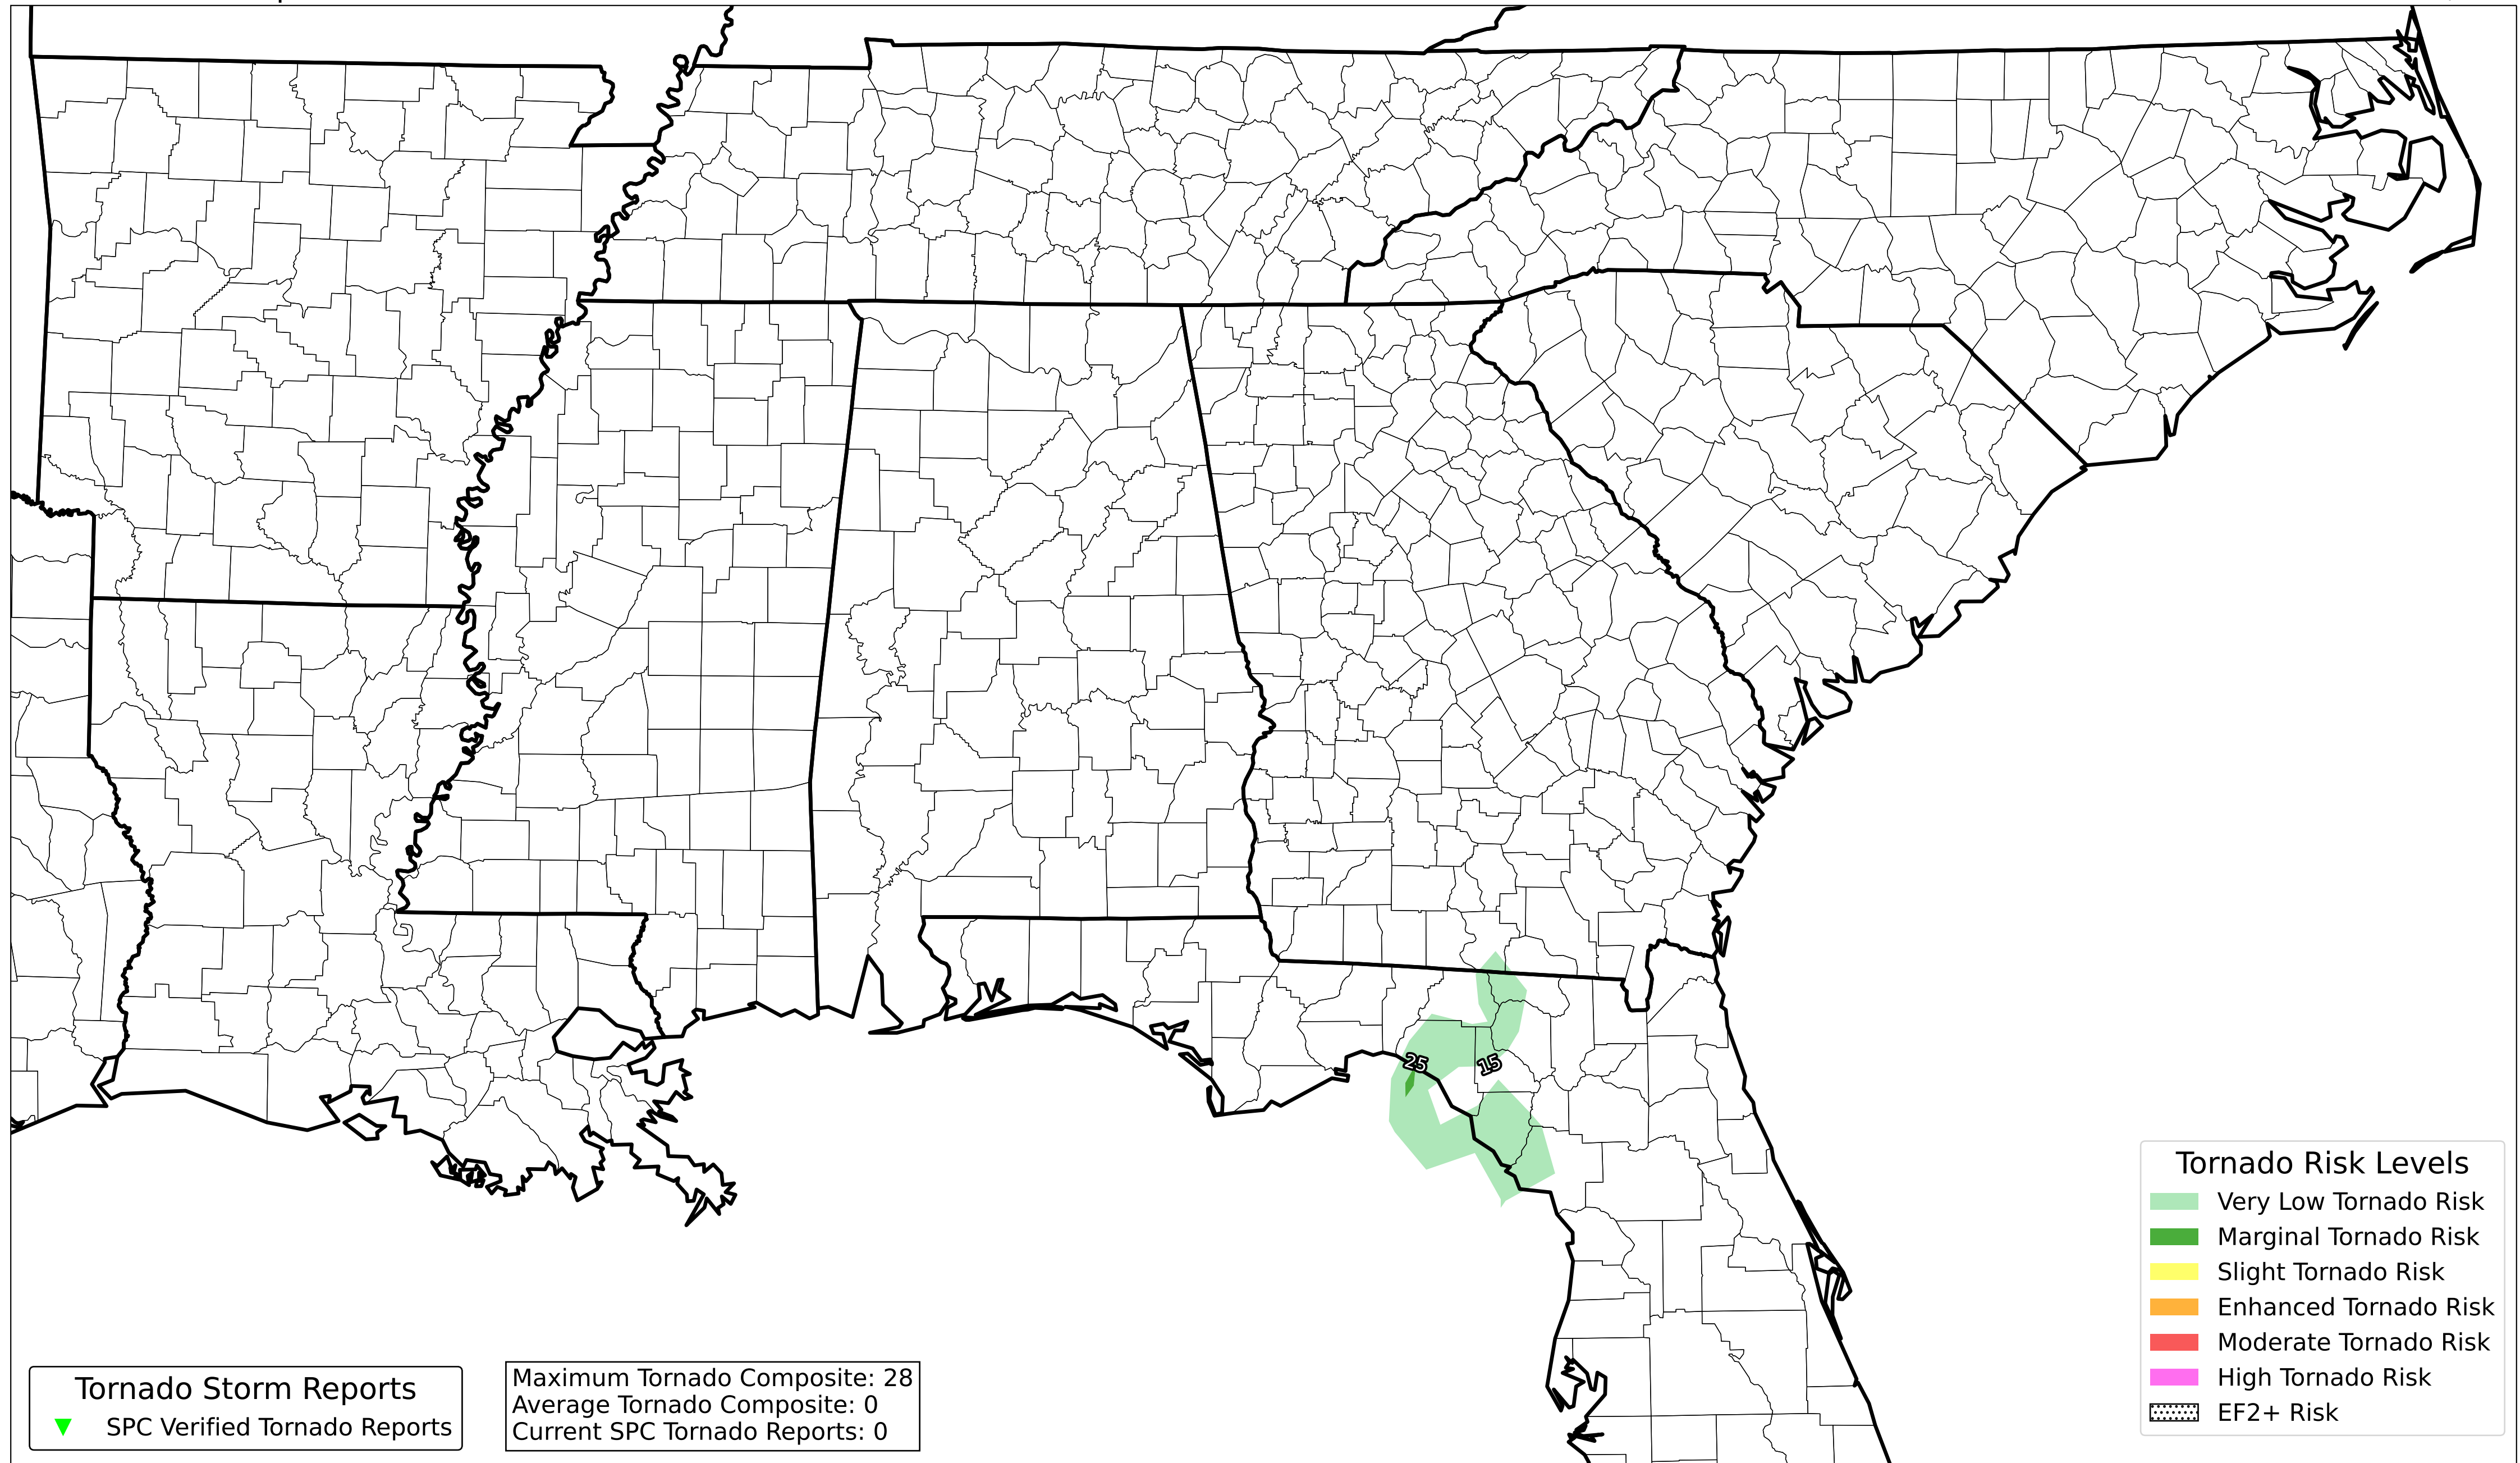 25
15
Tornado Risk Levels
Very Low Tornado Risk
Marginal Tornado Risk
Slight Tornado Risk
Enhanced Tornado Risk
Moderate Tornado Risk
High Tornado Risk
EF2+ Risk
Tornado Storm Reports
SPC Verified Tornado Reports
Maximum Tornado Composite: 28
Average Tornado Composite: 0
Current SPC Tornado Reports: 0